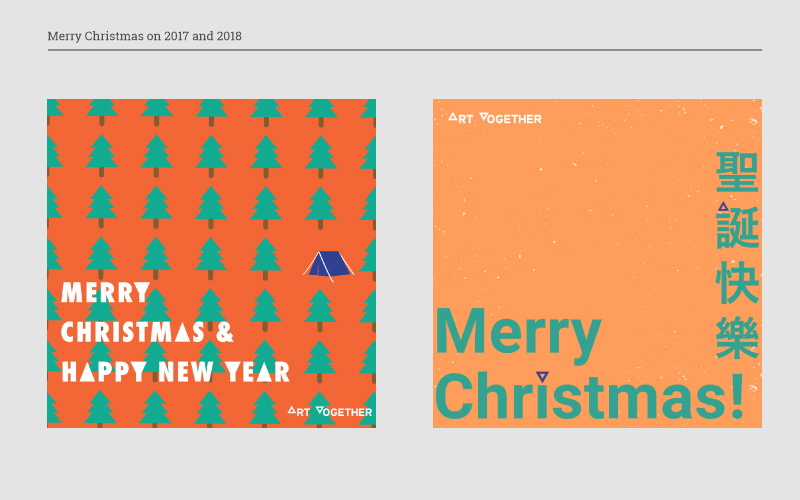 Merry Christmas on 2017 and 2018
MERRY
CHRISTMAS &
HAPPY NEW YEAR
ART TOGETHER
ART TOGETHER
聖誕快樂
Merry
Christmas!